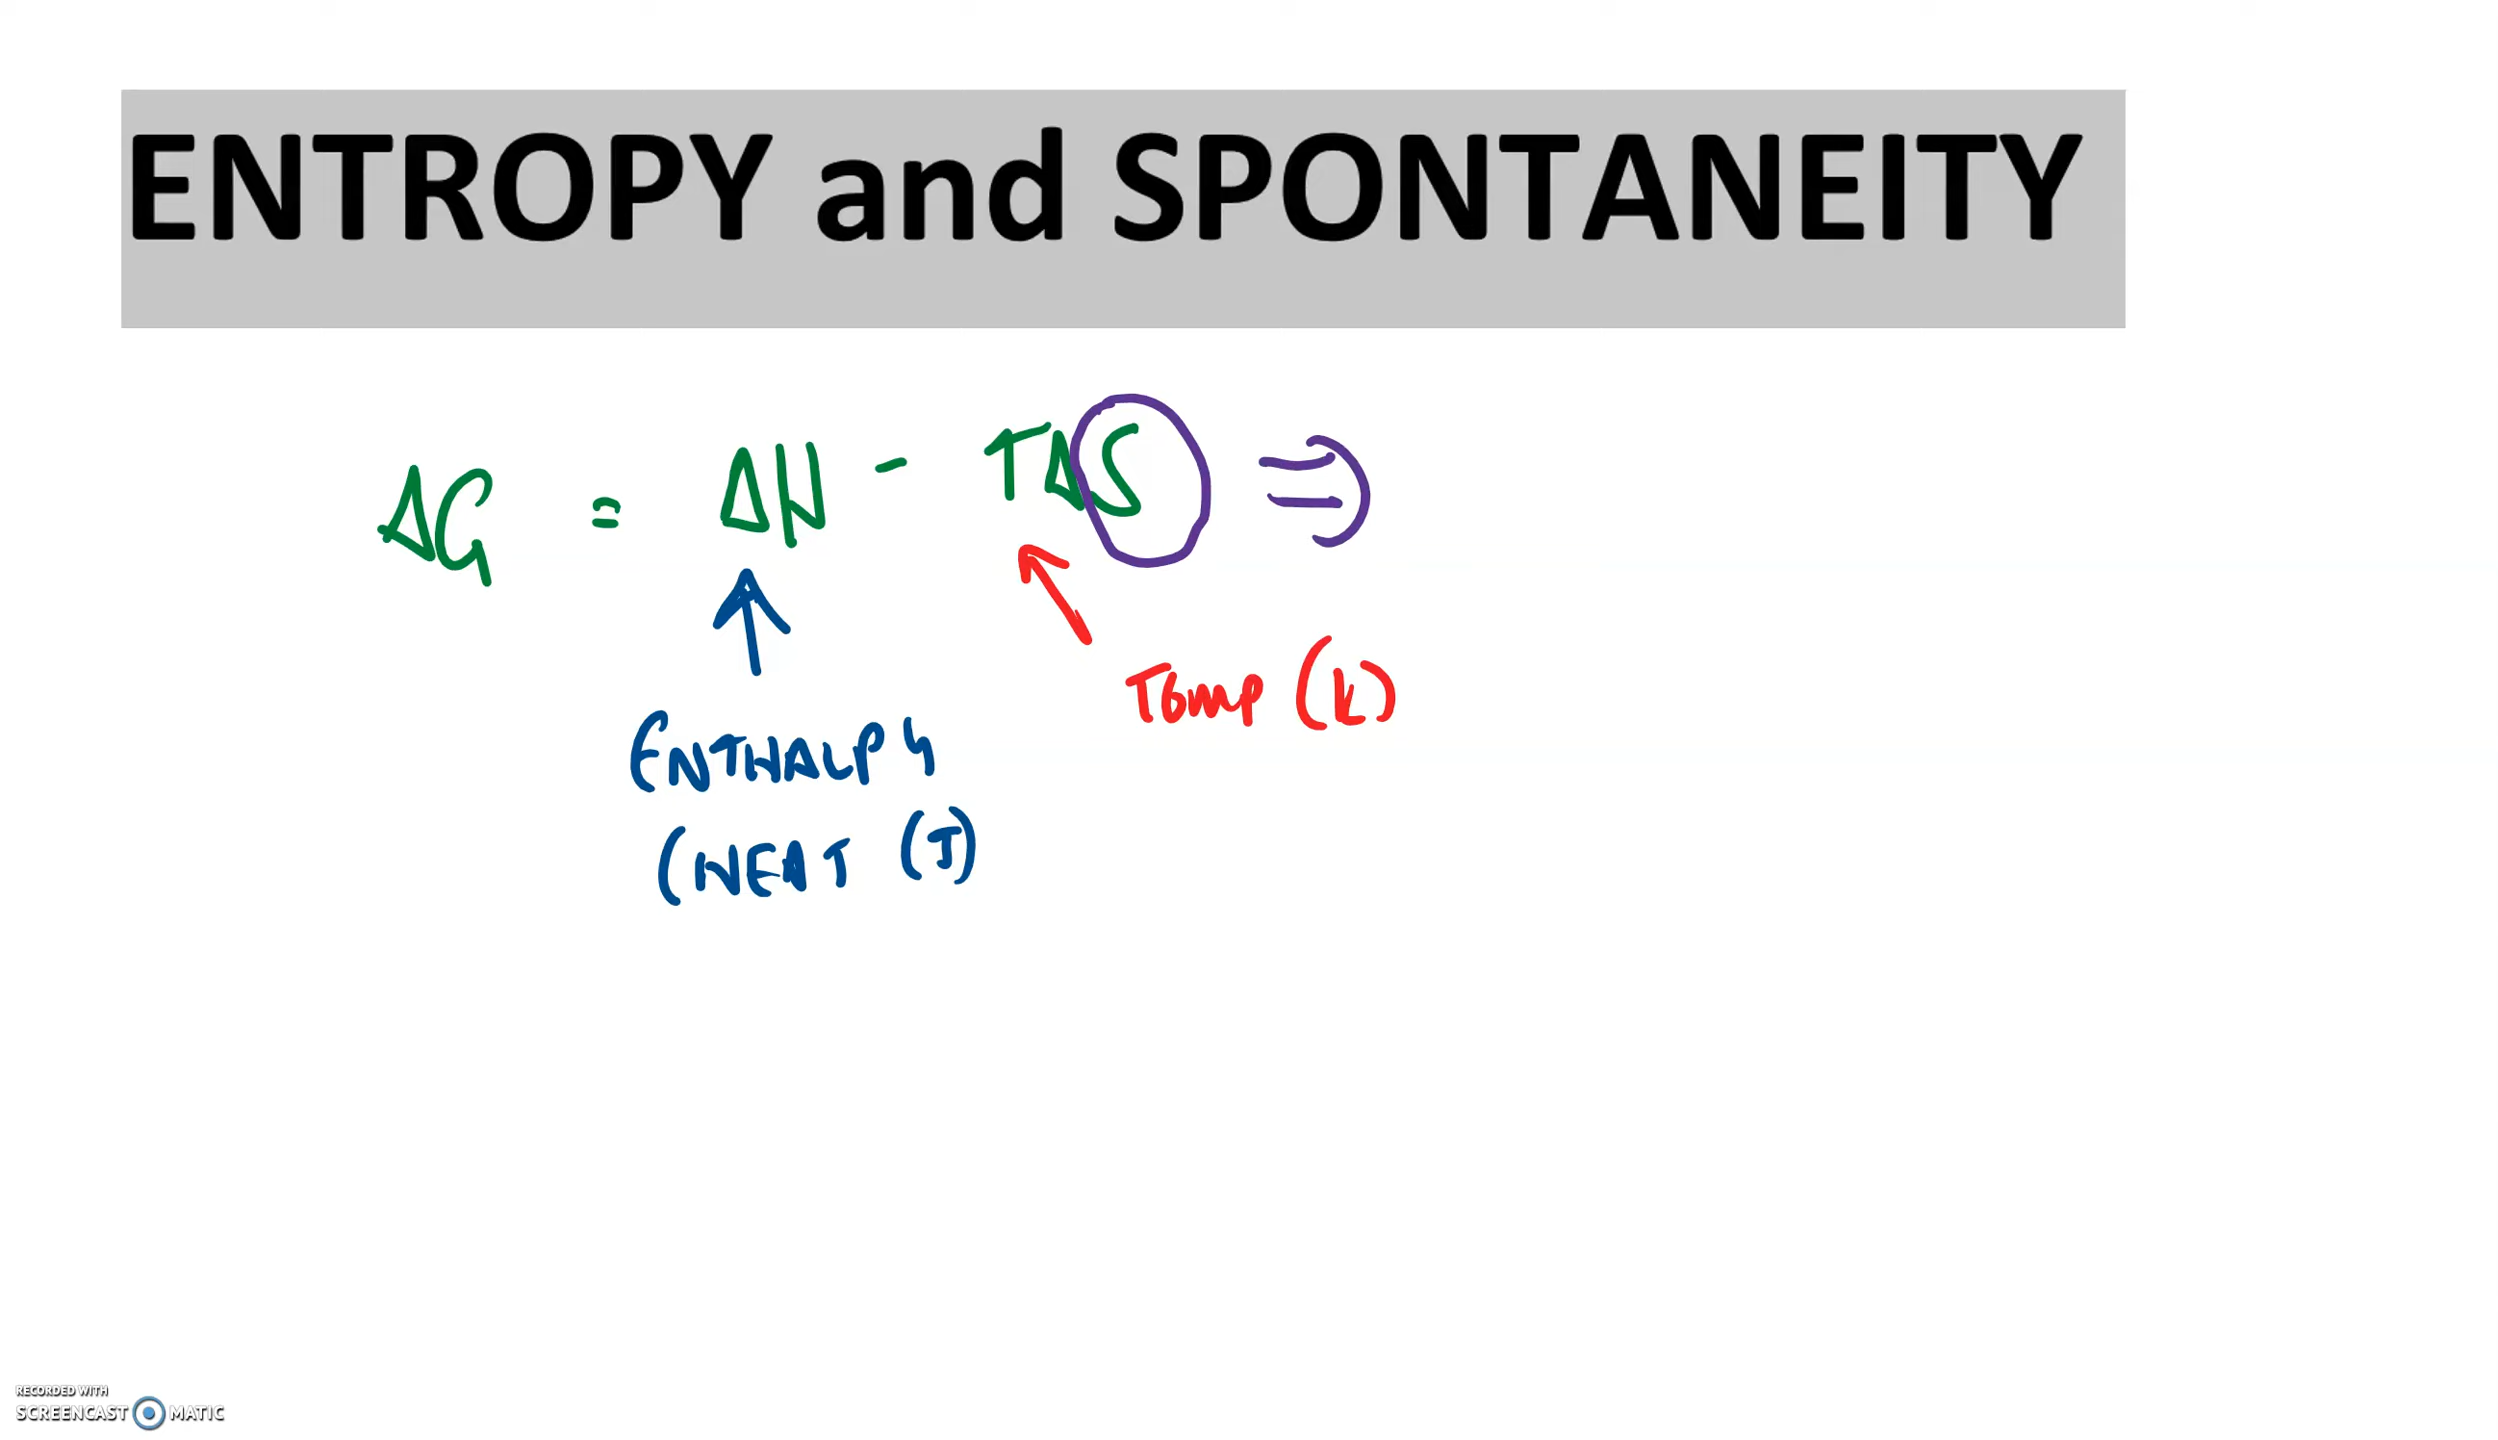 ENTROPY and SPONTANEITY
ΔG = ΔH - TΔS ⇒
Temp (K)
ENTHALPY
(HEAT (J)
RECORDED WITH
SCREENCAST MATIC